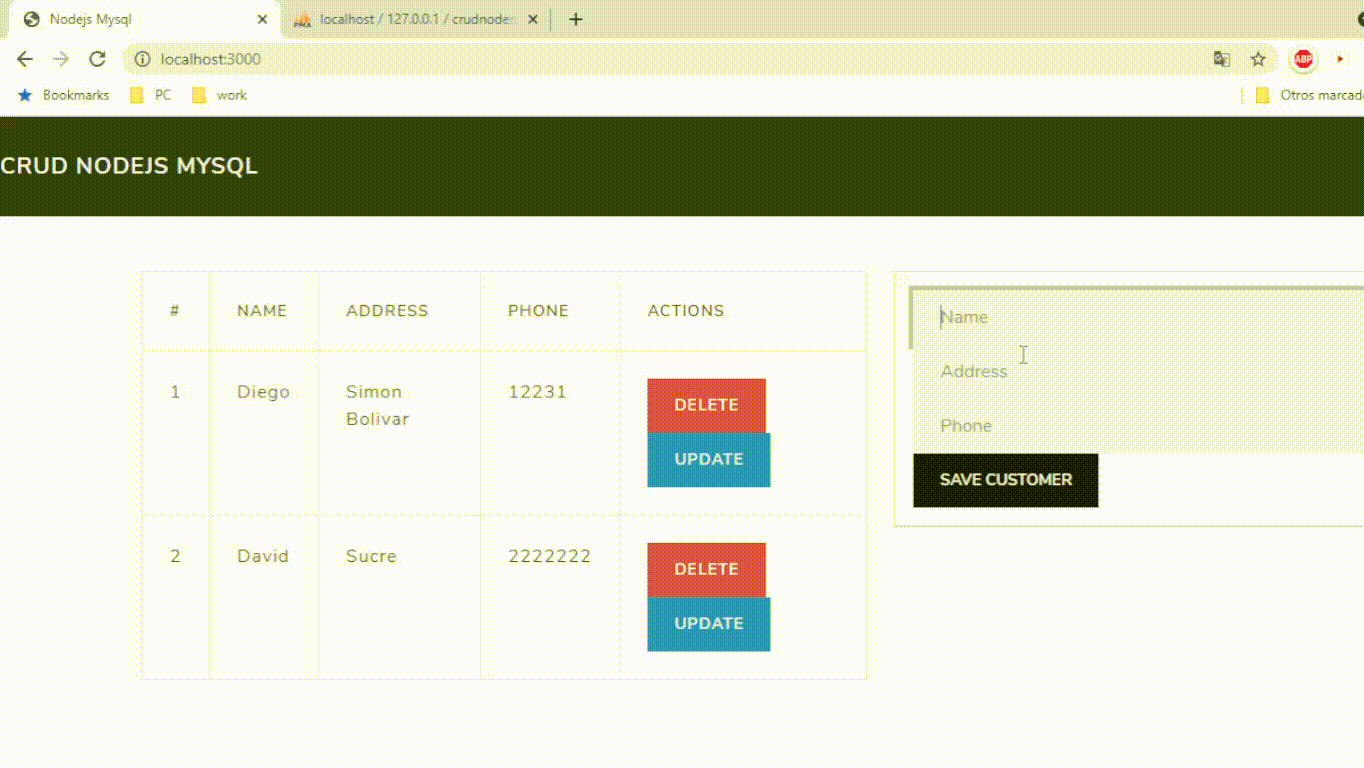 Nodejs Mysql
localhost / 127.0.0.1 / crudnode
localhost:3000
ABP
Bookmarks PC work Otros marcad
CRUD NODEJS MYSQL
# NAME ADDRESS PHONE ACTIONS
1 Diego Simon Bolivar 12231 DELETE
UPDATE
2 David Sucre 2222222 DELETE
UPDATE
Name
Address
Phone
SAVE CUSTOMER